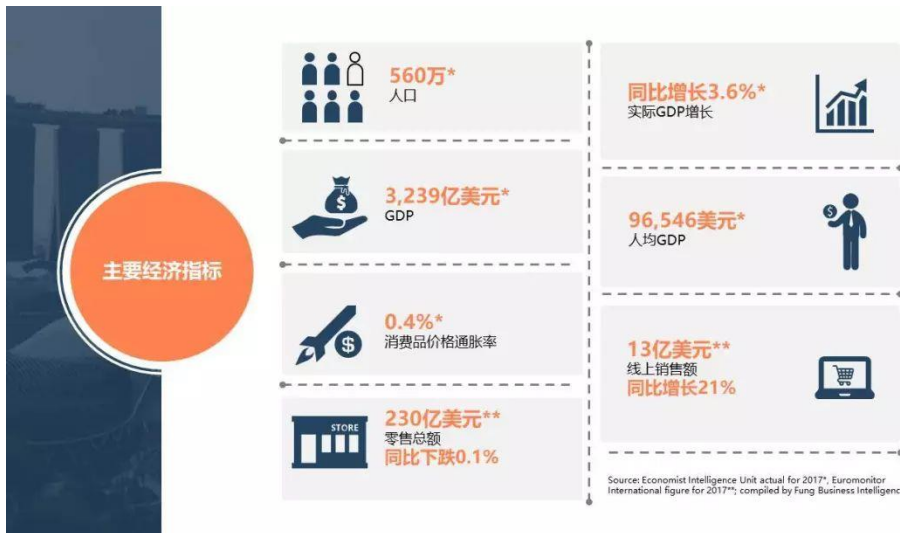 主要经济指标
560万*
人口
3,239亿美元*
GDP
0.4%*
消费品价格通胀率
STORE
230亿美元**
零售总额
同比下跌0.1%
同比增长3.6%*
实际GDP增长
96,546美元*
人均GDP
13亿美元**
线上销售额
同比增长21%
Source: Economist Intelligence Unit actual for 2017*, Euromonitor
International figure for 2017**; compiled by Fung Business Intelligenc